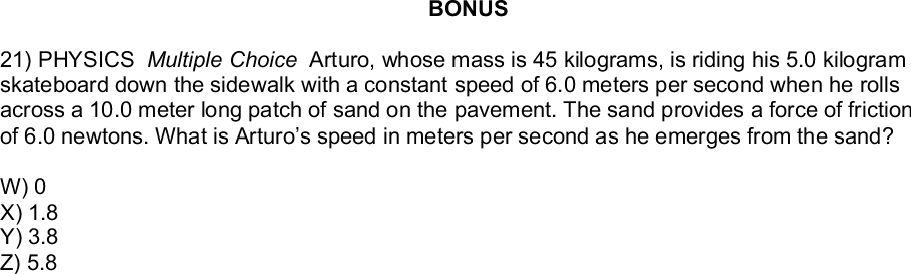 BONUS
21) PHYSICS Multiple Choice Arturo, whose mass is 45 kilograms, is riding his 5.0 kilogram
skateboard down the sidewalk with a constant speed of 6.0 meters per second when he rolls
across a 10.0 meter long patch of sand on the pavement. The sand provides a force of friction
of 6.0 newtons. What is Arturo’s speed in meters per second as he emerges from the sand?
W) 0
X) 1.8
Y) 3.8
Z) 5.8